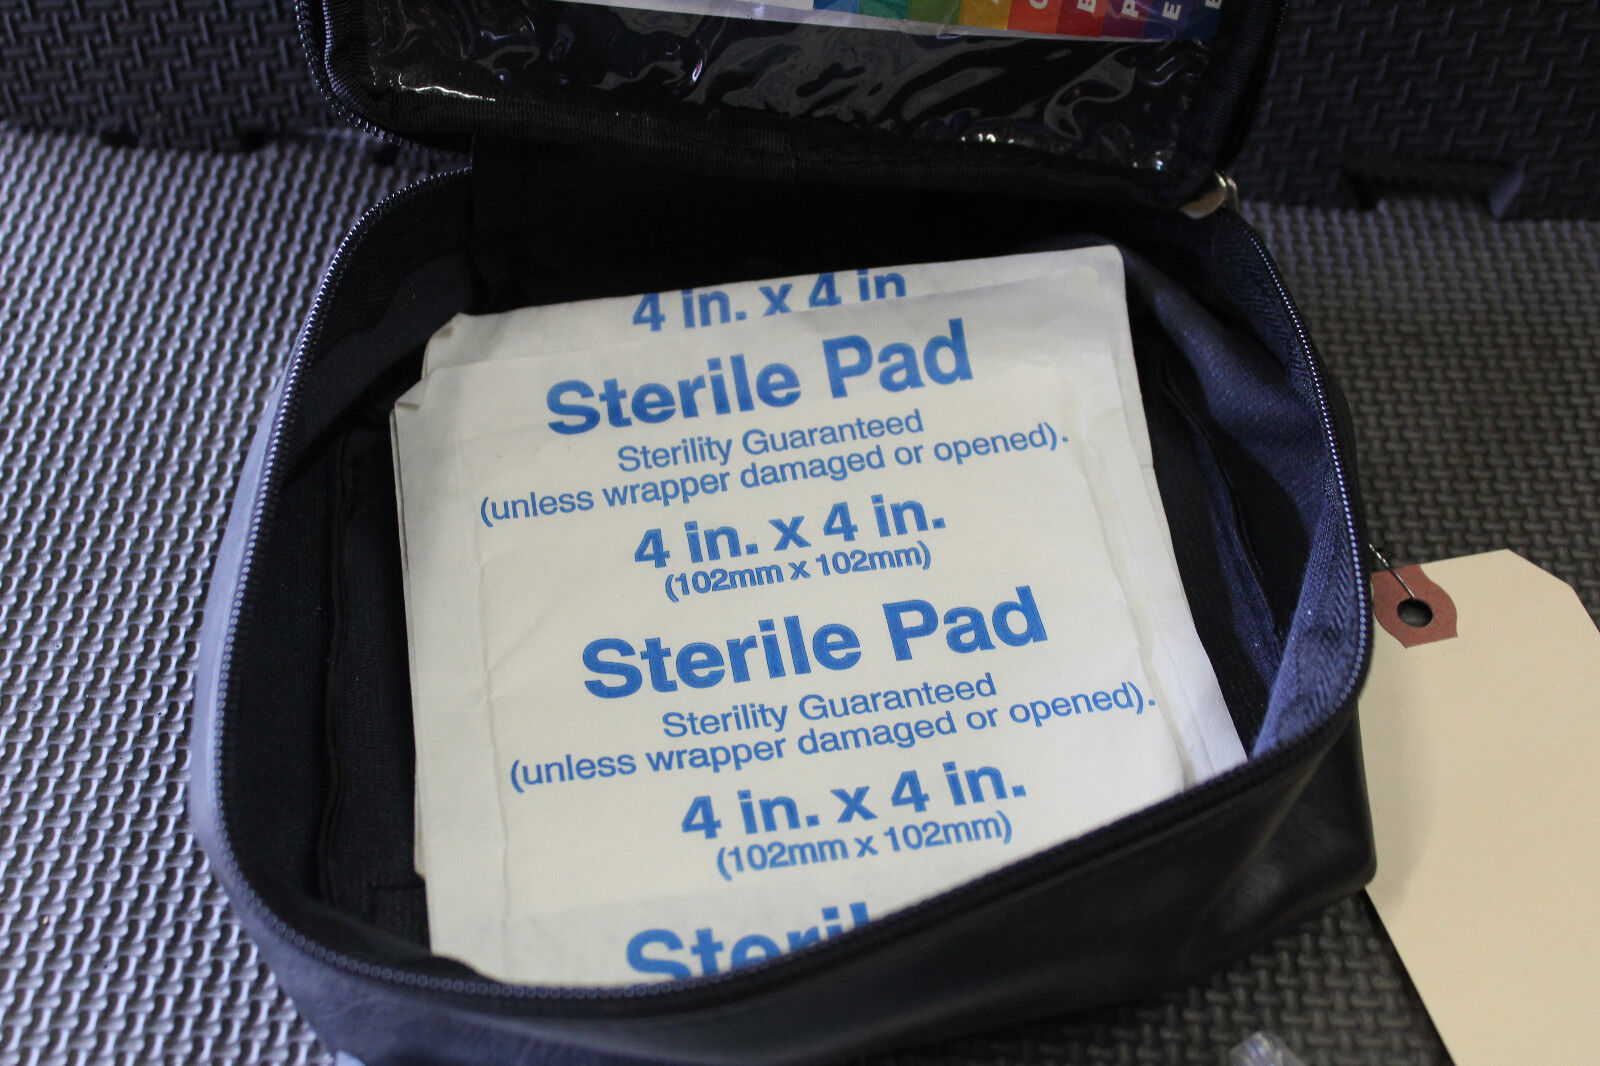 4 in. x 4 in
Sterile Pad
Sterility Guaranteed
(unless wrapper damaged or opened).
4 in. x 4 in.
(102mm x 102mm)
Sterile Pad
Sterility Guaranteed
(unless wrapper damaged or opened).
4 in. x 4 in.
(102mm x 102mm)
Steril